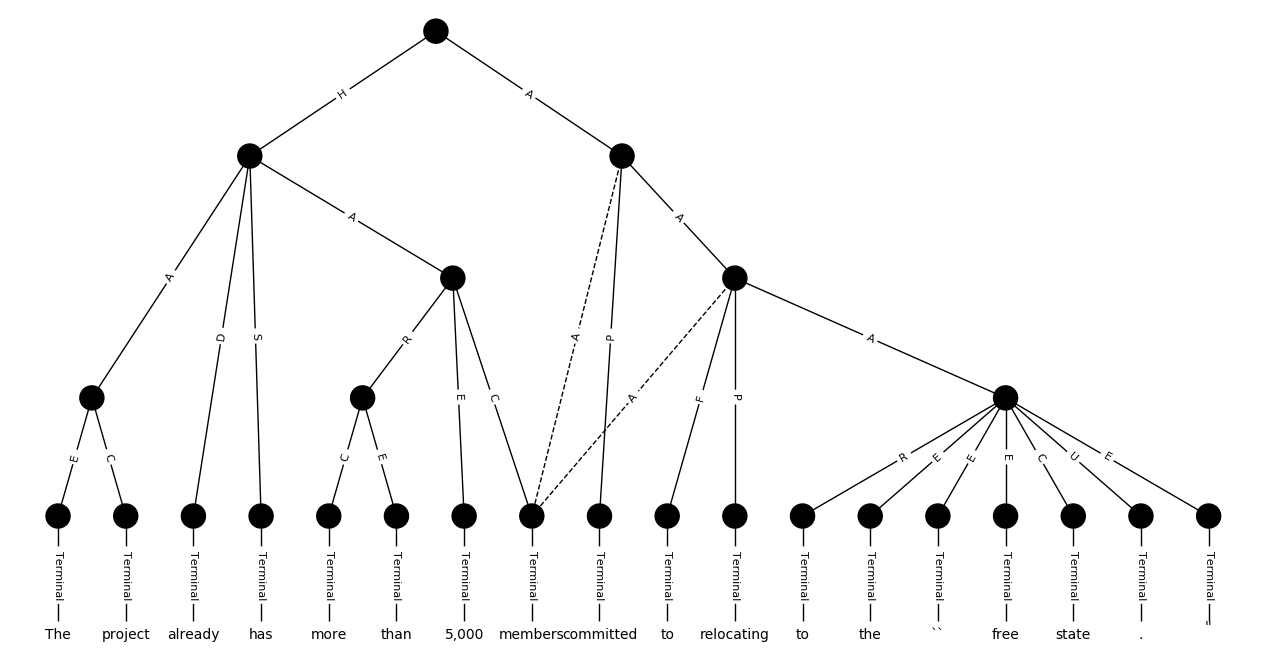 H A
A D S A A P A
R E C A F P A
E C C E R E E E C U E
Terminal Terminal Terminal Terminal Terminal Terminal Terminal Terminal Terminal Terminal Terminal Terminal Terminal Terminal Terminal Terminal Terminal Terminal
The project already has more than 5,000 members committed to relocating to the `` free state . "